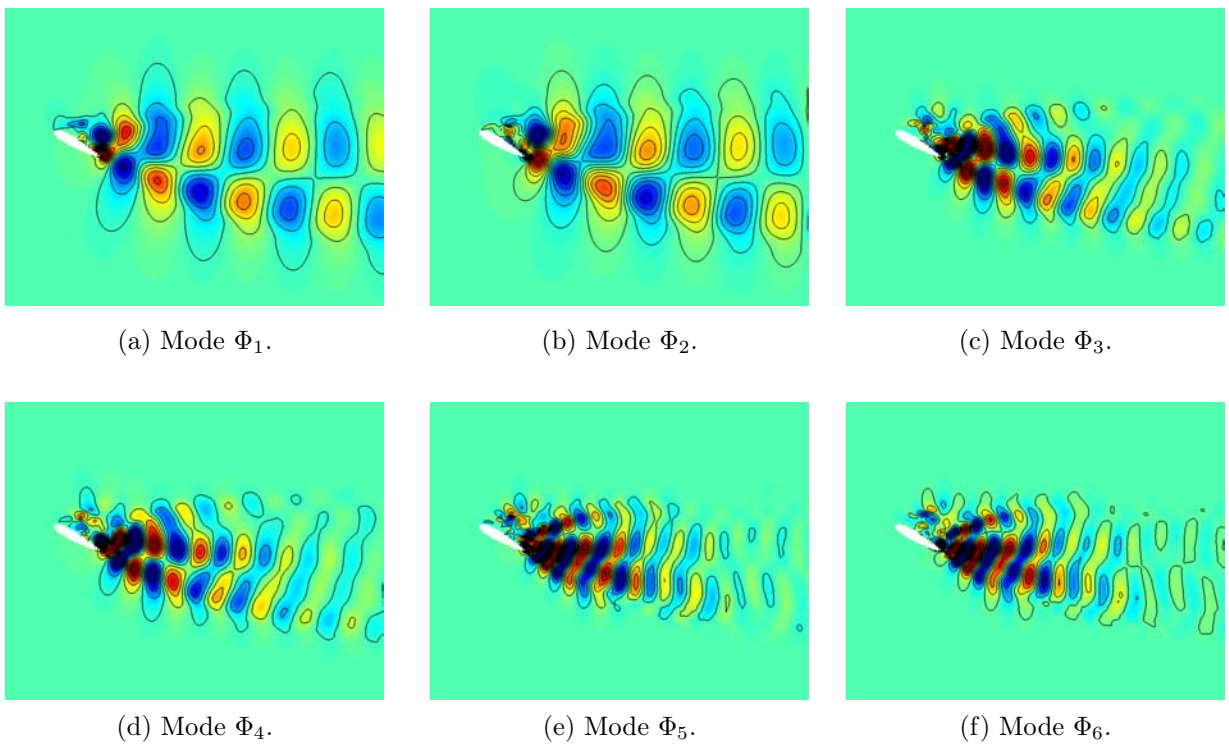 (a) Mode Φ₁.
(b) Mode Φ₂.
(c) Mode Φ₃.
(d) Mode Φ₄.
(e) Mode Φ₅.
(f) Mode Φ₆.